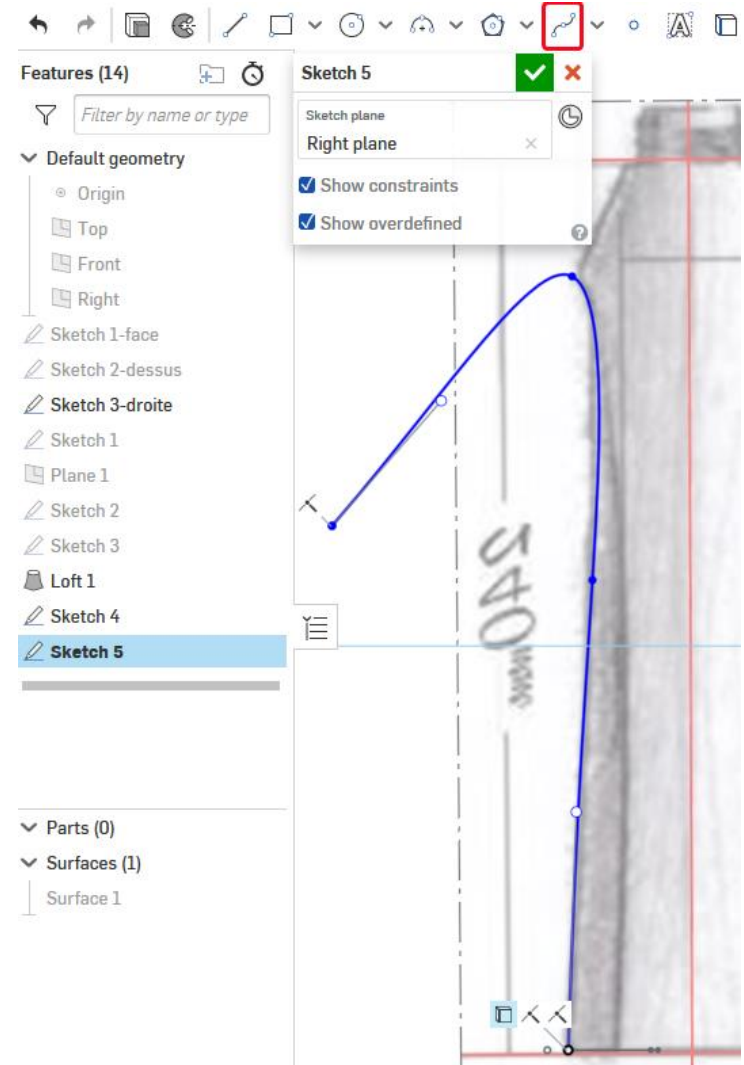 Features (14)
Sketch 5
Filter by name or type
Sketch plane
Right plane
Default geometry
Show constraints
Origin
Show overdefined
Top
Front
Right
Sketch 1-face
Sketch 2-dessus
Sketch 3-droite
Sketch 1
Plane 1
Sketch 2
Sketch 3
Loft 1
Sketch 4
Sketch 5
240mm
Parts (0)
Surfaces (1)
Surface 1